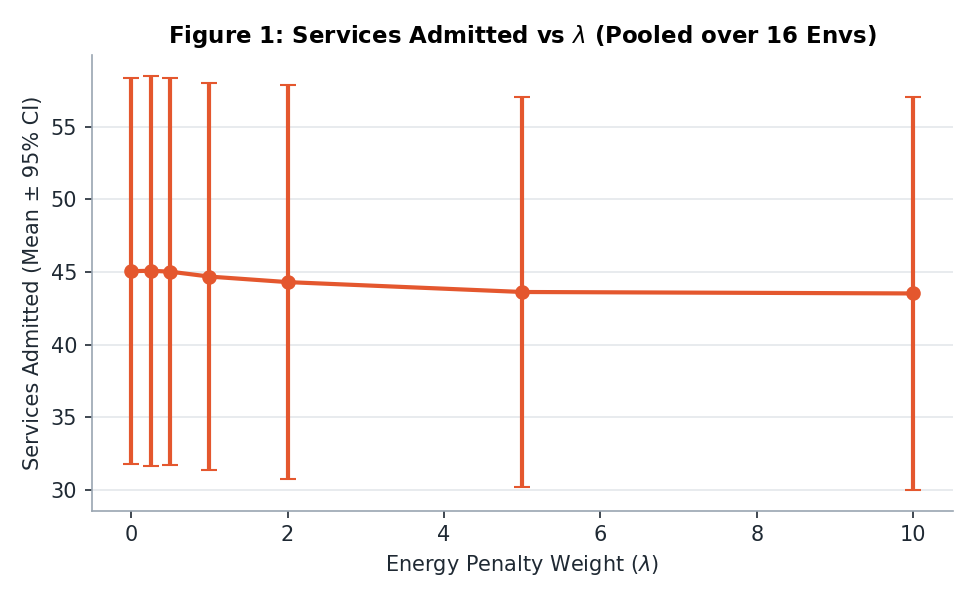 Figure 1: Services Admitted vs λ (Pooled over 16 Envs)
Services Admitted (Mean ± 95% CI)
55
50
45
40
35
30
0 2 4 6 8 10
Energy Penalty Weight (λ)